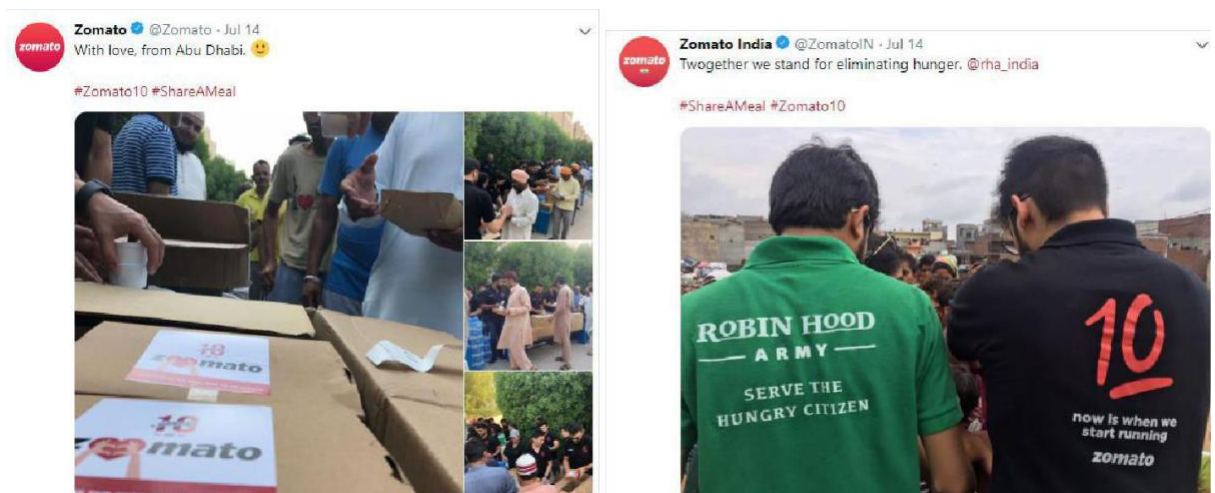 Zomato @Zomato · Jul 14
zomato
With love, from Abu Dhabi. 🙂
#Zomato10 #ShareAMeal
10
zomato
10
zomato
Zomato India @ZomatoIN · Jul 14
zomato
Twogether we stand for eliminating hunger. @rha_india
#ShareAMeal #Zomato10
ROBIN HOOD
ARMY
SERVE THE
HUNGRY CITIZEN
10
now is when we
start running
zomato